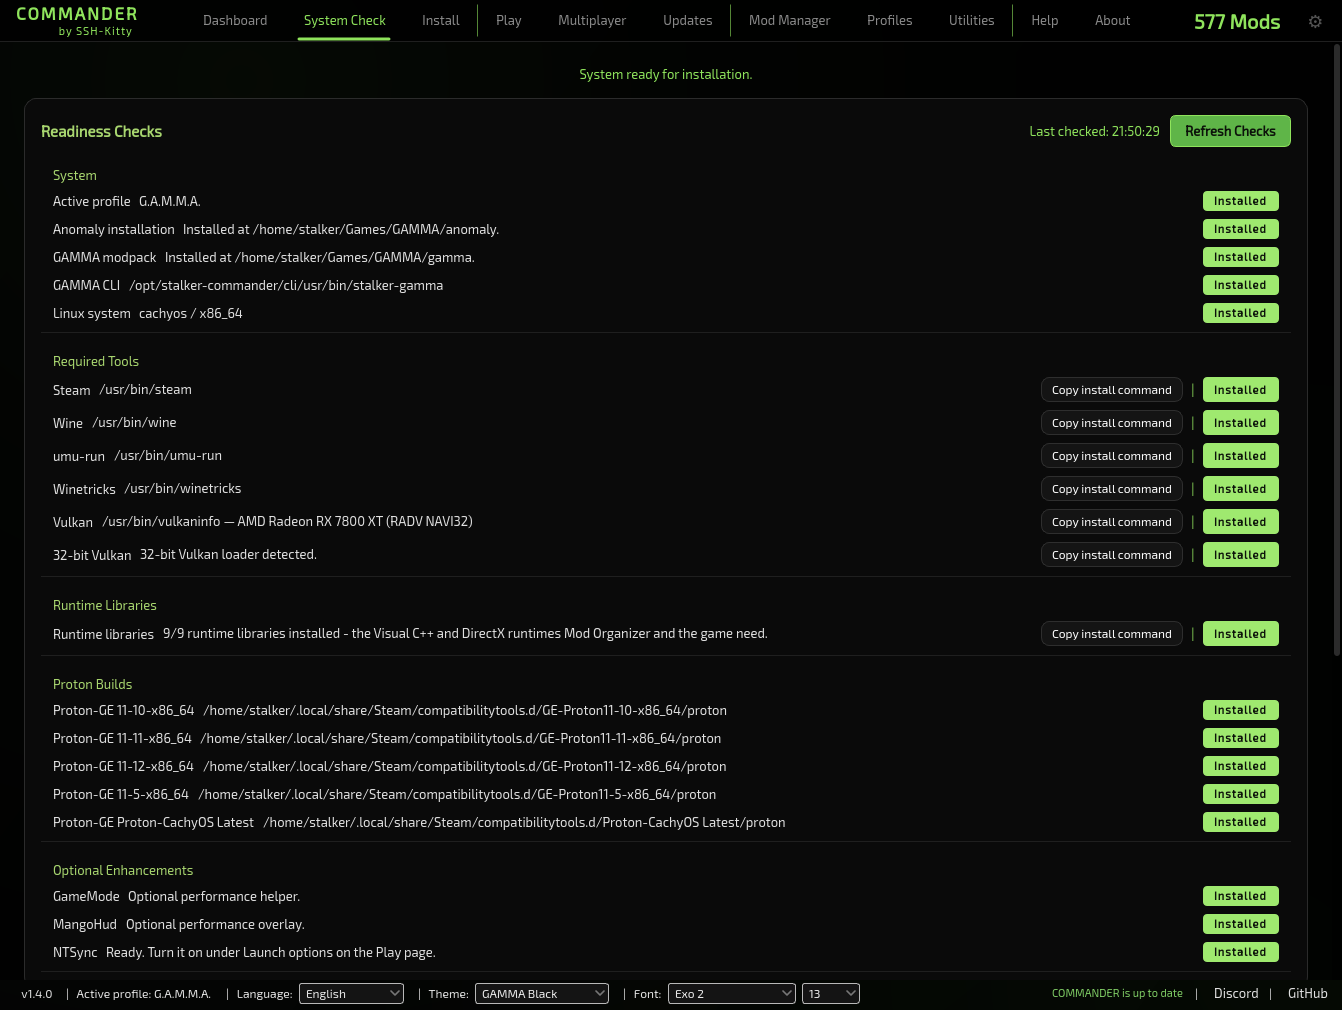 COMMANDER
by SSH-Kitty
Dashboard System Check Install Play Multiplayer Updates Mod Manager Profiles Utilities Help About 577 Mods
System ready for installation.
Readiness Checks Last checked: 21:50:29 Refresh Checks
System
Active profile G.A.M.M.A. Installed
Anomaly installation Installed at /home/stalker/Games/GAMMA/anomaly. Installed
GAMMA modpack Installed at /home/stalker/Games/GAMMA/gamma. Installed
GAMMA CLI /opt/stalker-commander/cli/usr/bin/stalker-gamma Installed
Linux system cachyos / x86_64 Installed
Required Tools
Steam /usr/bin/steam Copy install command | Installed
Wine /usr/bin/wine Copy install command | Installed
umu-run /usr/bin/umu-run Copy install command | Installed
Winetricks /usr/bin/winetricks Copy install command | Installed
Vulkan /usr/bin/vulkaninfo — AMD Radeon RX 7800 XT (RADV NAVI32) Copy install command | Installed
32-bit Vulkan 32-bit Vulkan loader detected. Copy install command | Installed
Runtime Libraries
Runtime libraries 9/9 runtime libraries installed - the Visual C++ and DirectX runtimes Mod Organizer and the game need. Copy install command | Installed
Proton Builds
Proton-GE 11-10-x86_64 /home/stalker/.local/share/Steam/compatibilitytools.d/GE-Proton11-10-x86_64/proton Installed
Proton-GE 11-11-x86_64 /home/stalker/.local/share/Steam/compatibilitytools.d/GE-Proton11-11-x86_64/proton Installed
Proton-GE 11-12-x86_64 /home/stalker/.local/share/Steam/compatibilitytools.d/GE-Proton11-12-x86_64/proton Installed
Proton-GE 11-5-x86_64 /home/stalker/.local/share/Steam/compatibilitytools.d/GE-Proton11-5-x86_64/proton Installed
Proton-GE Proton-CachyOS Latest /home/stalker/.local/share/Steam/compatibilitytools.d/Proton-CachyOS Latest/proton Installed
Optional Enhancements
GameMode Optional performance helper. Installed
MangoHud Optional performance overlay. Installed
NTSync Ready. Turn it on under Launch options on the Play page. Installed
v1.4.0 | Active profile: G.A.M.M.A. | Language: English | Theme: GAMMA Black | Font: Exo 2 13 COMMANDER is up to date | Discord | GitHub